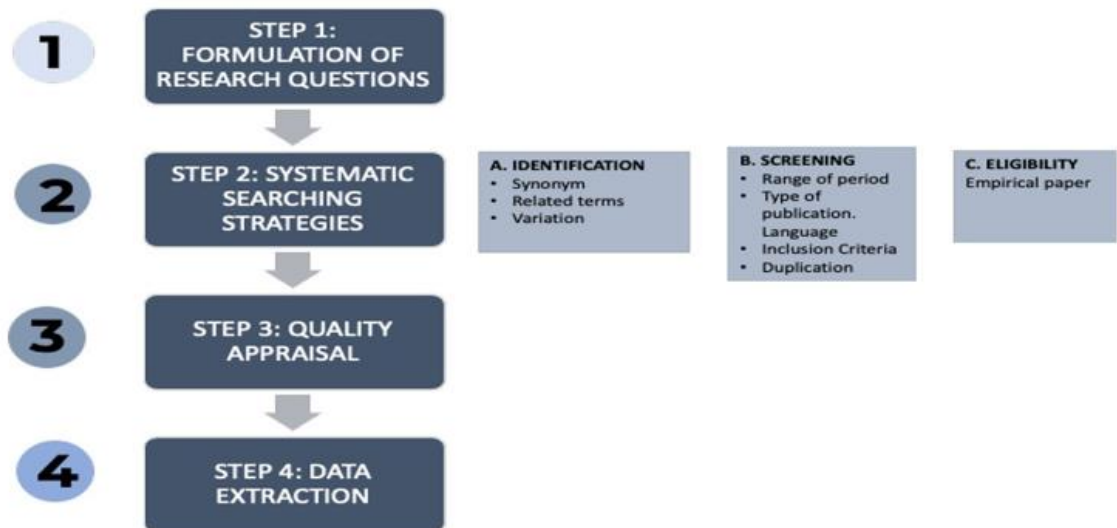 1
STEP 1:
FORMULATION OF
RESEARCH QUESTIONS
2
STEP 2: SYSTEMATIC
SEARCHING
STRATEGIES
A. IDENTIFICATION
• Synonym
• Related terms
• Variation
B. SCREENING
• Range of period
• Type of
publication.
Language
• Inclusion Criteria
• Duplication
C. ELIGIBILITY
Empirical paper
3
STEP 3: QUALITY
APPRAISAL
4
STEP 4: DATA
EXTRACTION